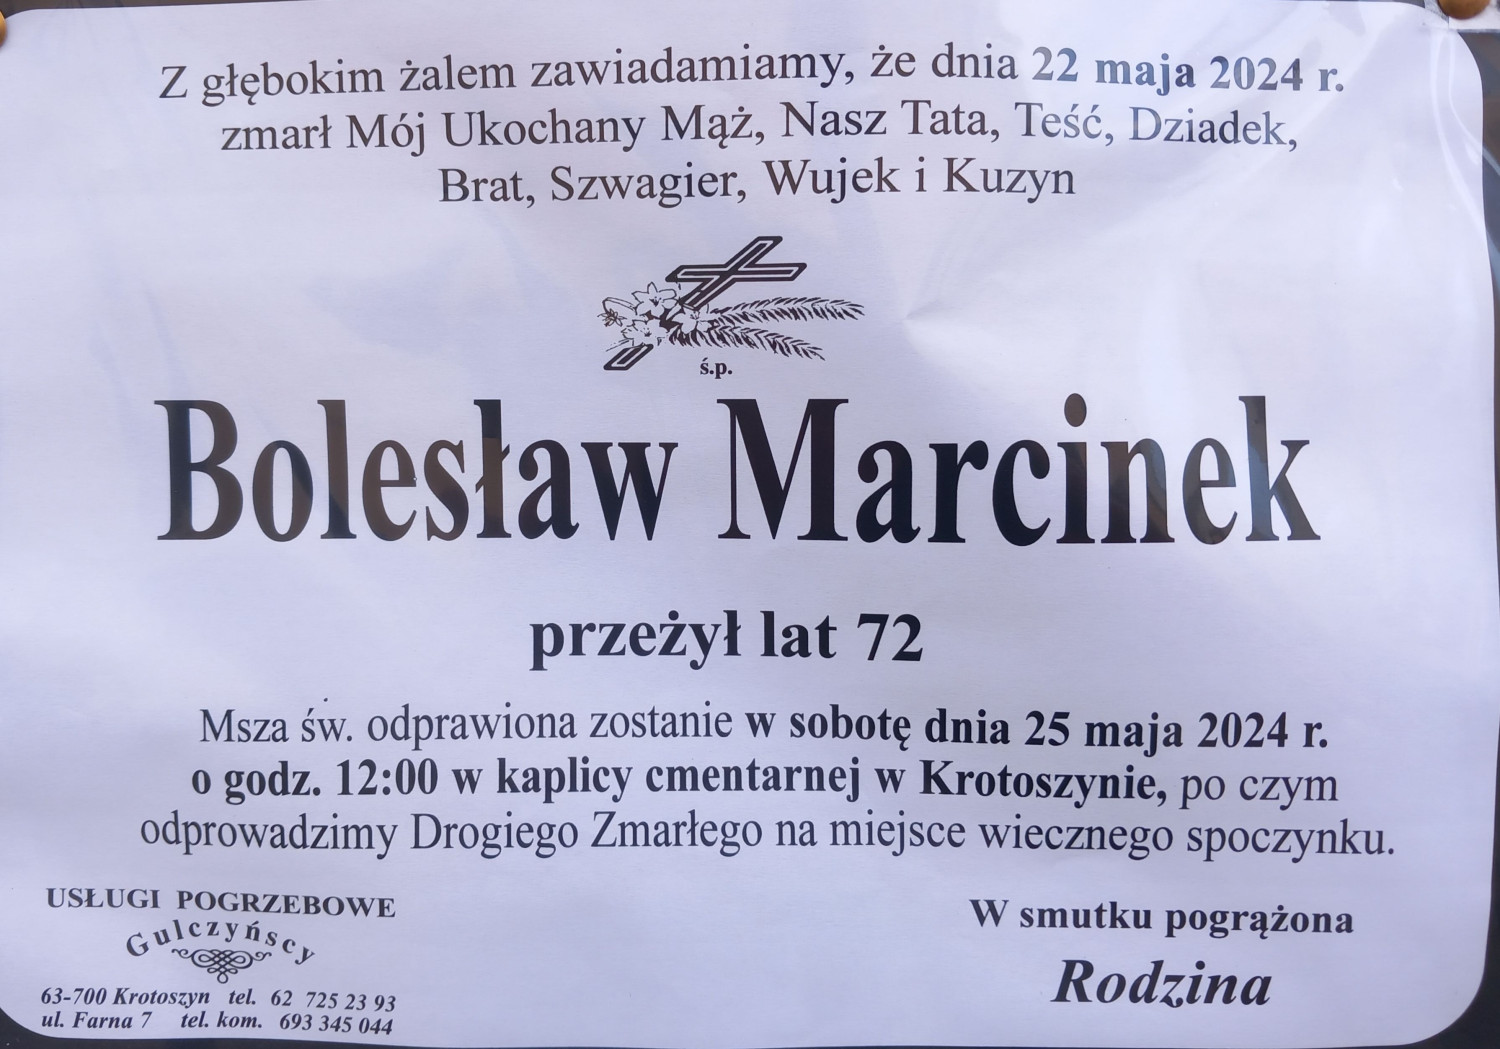 Z głębokim żalem zawiadamiamy, że dnia 22 maja 2024 r.
zmarł Mój Ukochany Mąż, Nasz Tata, Teść, Dziadek,
Brat, Szwagier, Wujek i Kuzyn
ś.p.
Bolesław Marcinek
przeżył lat 72
Msza św. odprawiona zostanie w sobotę dnia 25 maja 2024 r.
o godz. 12:00 w kaplicy cmentarnej w Krotoszynie, po czym
odprowadzimy Drogiego Zmarłego na miejsce wiecznego spoczynku.
USŁUGI POGRZEBOWE
Gulczyńscy
63-700 Krotoszyn tel. 62 725 23 93
ul. Farna 7 tel. kom. 693 345 044
W smutku pogrążona
Rodzina